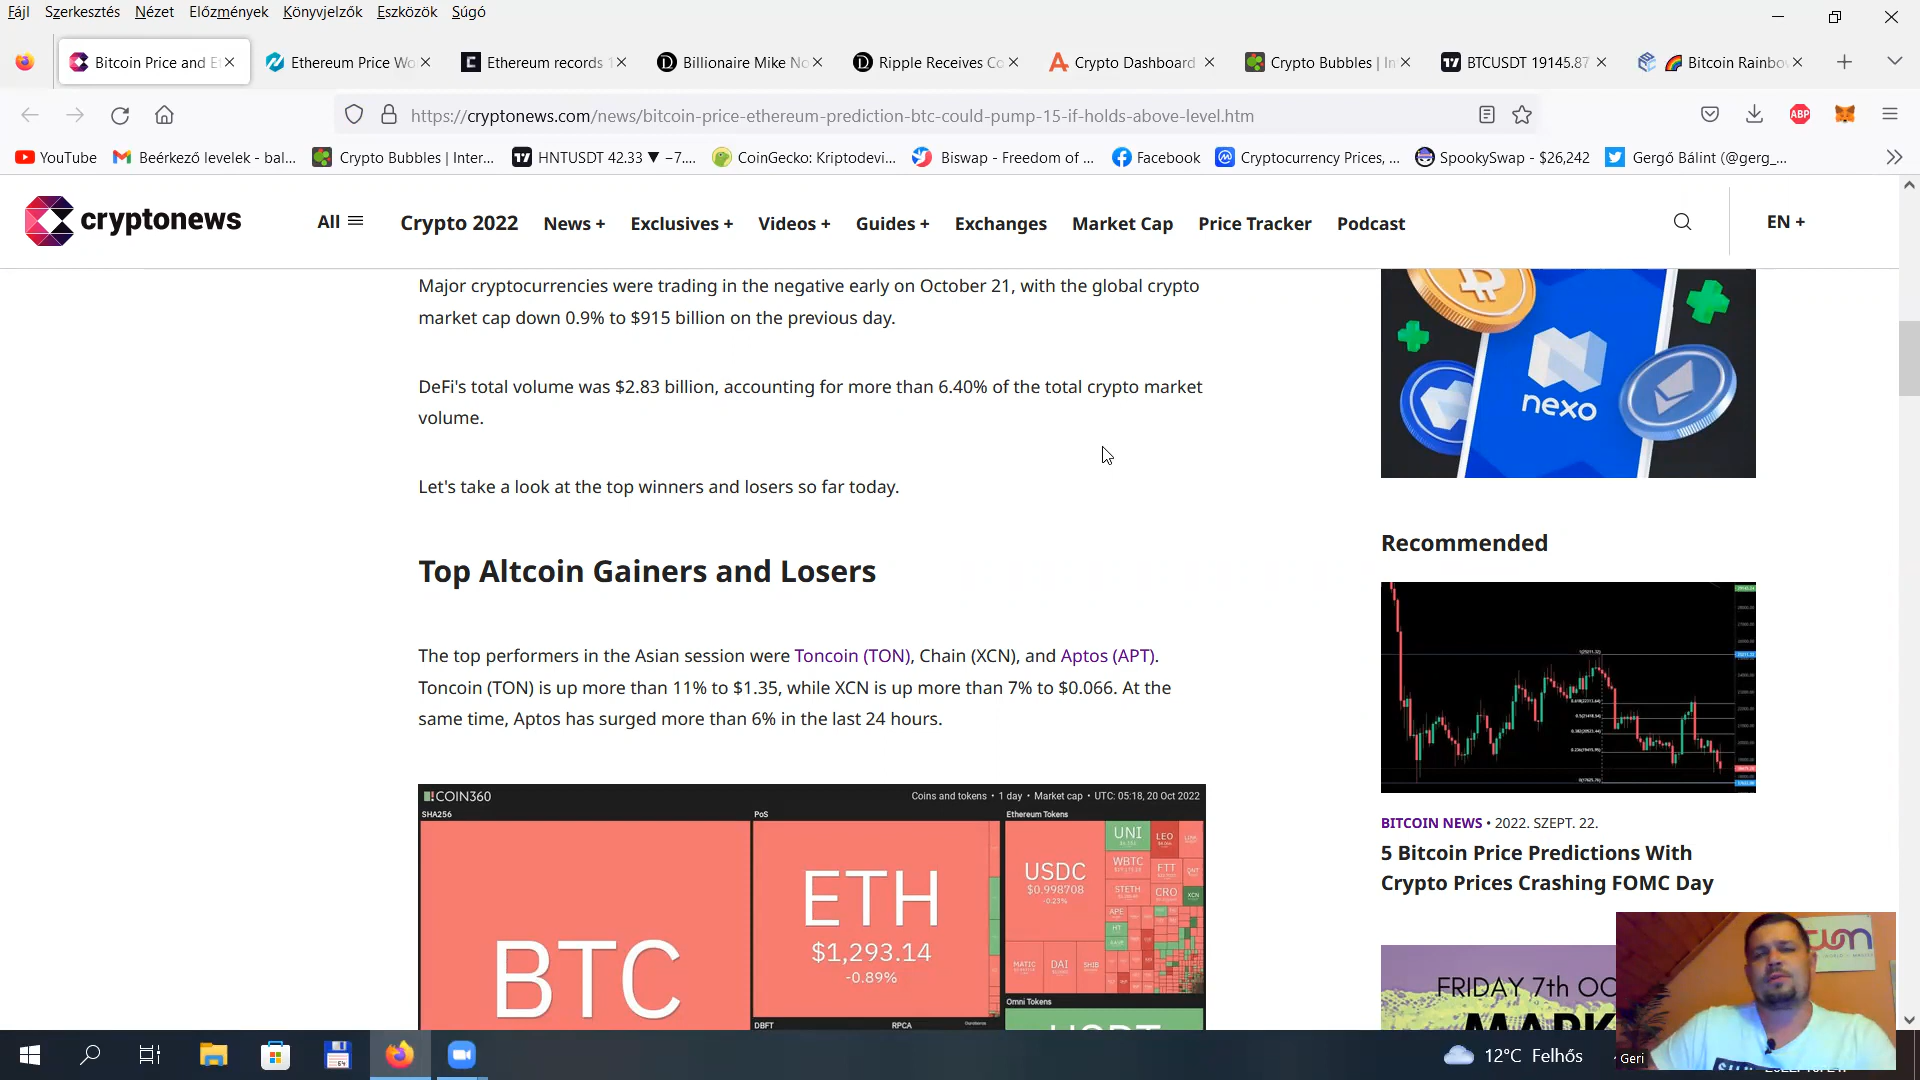 Fájl Szerkesztés Nézet Előzmények Könyvjelzők Eszközök Súgó
Bitcoin Price and E
Ethereum Price Wo
Ethereum records 1
Billionaire Mike No
Ripple Receives Co
Crypto Dashboard
Crypto Bubbles | In
BTCUSDT 19145.87
Bitcoin Rainbo
https://cryptonews.com/news/bitcoin-price-ethereum-prediction-btc-could-pump-15-if-holds-above-level.htm
ABP
YouTube
Beérkező levelek - bal...
Crypto Bubbles | Inter...
HNTUSDT 42.33 ▼ −7....
CoinGecko: Kriptodevi...
Biswap - Freedom of ...
Facebook
Cryptocurrency Prices, ...
SpookySwap - $26,242
Gergő Bálint (@gerg_...
cryptonews
All
Crypto 2022
News +
Exclusives +
Videos +
Guides +
Exchanges
Market Cap
Price Tracker
Podcast
EN +
Major cryptocurrencies were trading in the negative early on October 21, with the global crypto
market cap down 0.9% to $915 billion on the previous day.
DeFi's total volume was $2.83 billion, accounting for more than 6.40% of the total crypto market
volume.
Let's take a look at the top winners and losers so far today.
Top Altcoin Gainers and Losers
The top performers in the Asian session were Toncoin (TON), Chain (XCN), and Aptos (APT).
Toncoin (TON) is up more than 11% to $1.35, while XCN is up more than 7% to $0.066. At the
same time, Aptos has surged more than 6% in the last 24 hours.
COIN360
Coins and tokens • 1 day • Market cap • UTC: 05:18, 20 Oct 2022
SHA256
PoS
Ethereum Tokens
BTC
ETH
$1,293.14
-0.89%
USDC
$0.998708
-0.23%
UNI
LEO
WBTC
FTT
STETH
CRO
XCN
APE
HT
AAVE
MATIC
DAI
SHIB
Omni Tokens
USDT
DBFT
RPCA
nexo
Recommended
BITCOIN NEWS • 2022. SZEPT. 22.
5 Bitcoin Price Predictions With
Crypto Prices Crashing FOMC Day
FRIDAY 7th OC
MARK
Geri
12°C Felhős